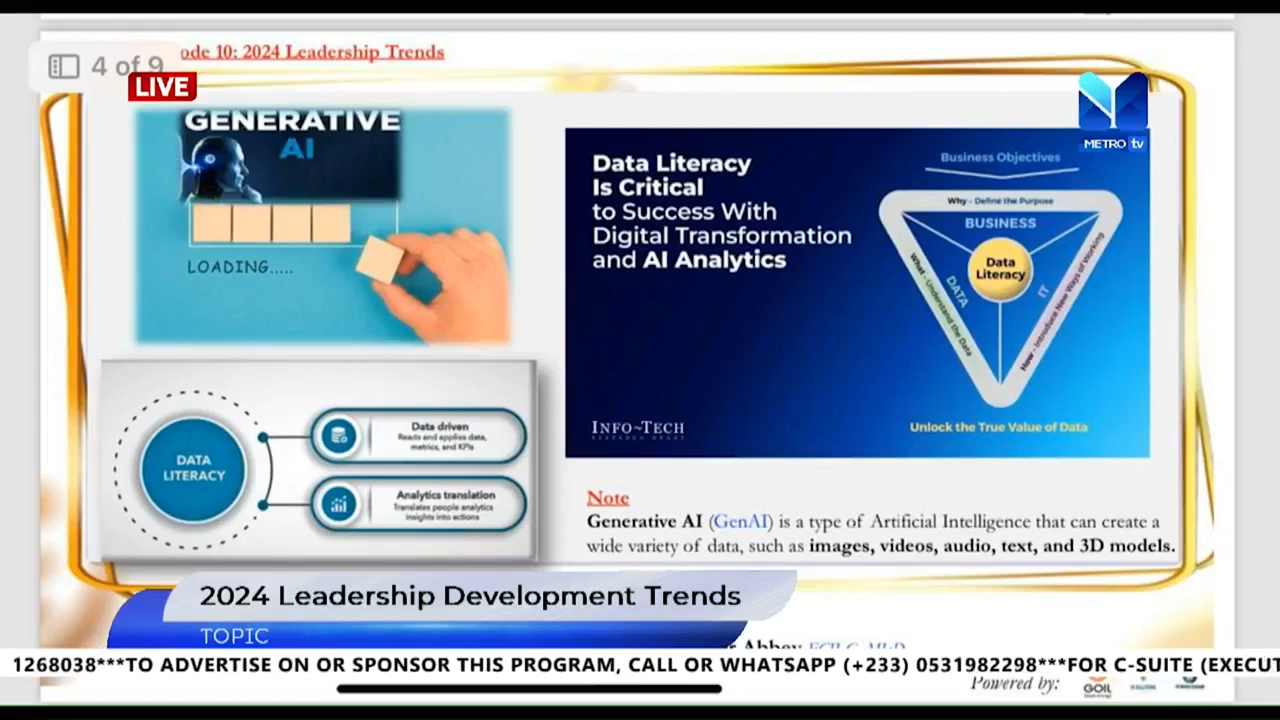 ode 10: 2024 Leadership Trends
4 of 9
LIVE
METRO tv
GENERATIVE
AI
LOADING.....
Data Literacy
Is Critical
to Success With
Digital Transformation
and AI Analytics
Business Objectives
Why - Define the Purpose
BUSINESS
Data
Literacy
DATA
IT
What - Understand the Data
How - Introduce New Ways of Working
INFO~TECH
RESEARCH GROUP
Unlock the True Value of Data
DATA
LITERACY
Data driven
Reads and applies data,
metrics, and KPIs
Analytics translation
Translates people analytics
insights into actions
Note
Generative AI (GenAI) is a type of Artificial Intelligence that can create a
wide variety of data, such as images, videos, audio, text, and 3D models.
2024 Leadership Development Trends
TOPIC
Abbey
1268038***TO ADVERTISE ON OR SPONSOR THIS PROGRAM, CALL OR WHATSAPP (+233) 0531982298***FOR C-SUITE (EXECUT
Powered by:
GOIL